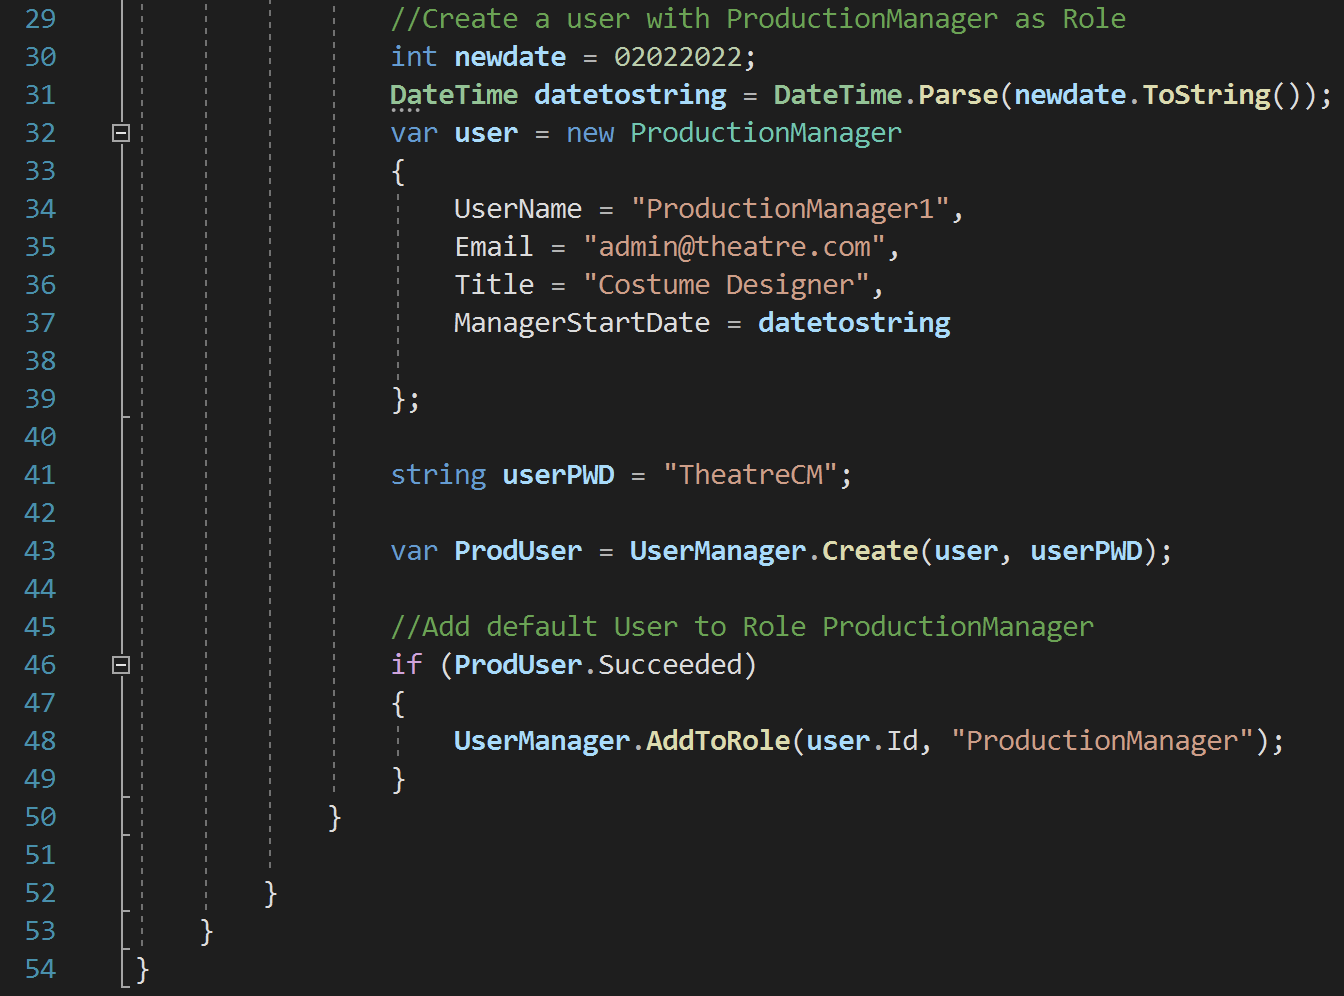 29 //Create a user with ProductionManager as Role
30 int newdate = 02022022;
31 DateTime datetostring = DateTime.Parse(newdate.ToString());
32 var user = new ProductionManager
33 {
34 UserName = "ProductionManager1",
35 Email = "admin@theatre.com",
36 Title = "Costume Designer",
37 ManagerStartDate = datetostring
38
39 };
40
41 string userPWD = "TheatreCM";
42
43 var ProdUser = UserManager.Create(user, userPWD);
44
45 //Add default User to Role ProductionManager
46 if (ProdUser.Succeeded)
47 {
48 UserManager.AddToRole(user.Id, "ProductionManager");
49 }
50 }
51
52 }
53 }
54 }